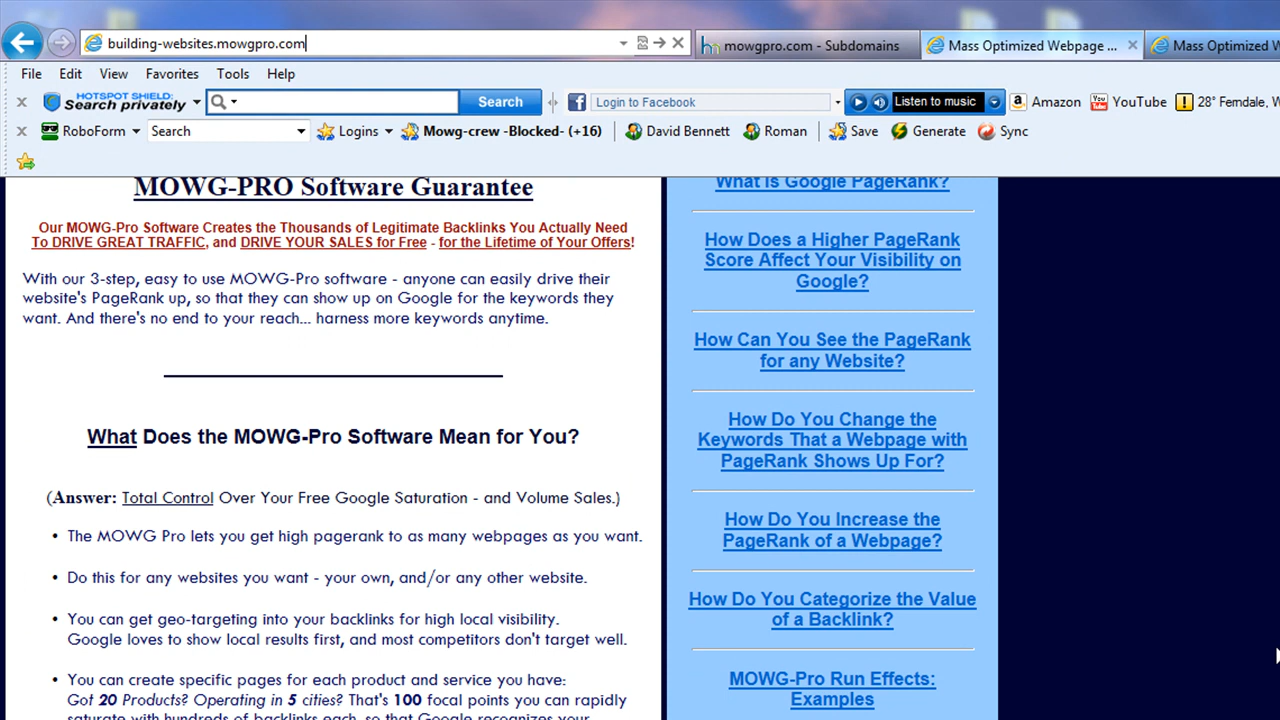 building-websites.mowgpro.com
mowgpro.com - Subdomains
Mass Optimized Webpage ...
Mass Optimized W
File Edit View Favorites Tools Help
HOTSPOT SHIELD:
Search privately
Search
Login to Facebook
Listen to music
Amazon
YouTube
28° Ferndale, W
RoboForm
Search
Logins
Mowg-crew -Blocked- (+16)
David Bennett
Roman
Save
Generate
Sync
MOWG-PRO Software Guarantee
Our MOWG-Pro Software Creates the Thousands of Legitimate Backlinks You Actually Need
To DRIVE GREAT TRAFFIC, and DRIVE YOUR SALES for Free - for the Lifetime of Your Offers!
With our 3-step, easy to use MOWG-Pro software - anyone can easily drive their
website's PageRank up, so that they can show up on Google for the keywords they
want. And there's no end to your reach... harness more keywords anytime.
What Does the MOWG-Pro Software Mean for You?
(Answer: Total Control Over Your Free Google Saturation - and Volume Sales.)
• The MOWG Pro lets you get high pagerank to as many webpages as you want.
• Do this for any websites you want - your own, and/or any other website.
• You can get geo-targeting into your backlinks for high local visibility.
Google loves to show local results first, and most competitors don't target well.
• You can create specific pages for each product and service you have:
Got 20 Products? Operating in 5 cities? That's 100 focal points you can rapidly
saturate with hundreds of backlinks each, so that Google recognizes your
What Is Google PageRank?
How Does a Higher PageRank
Score Affect Your Visibility on
Google?
How Can You See the PageRank
for any Website?
How Do You Change the
Keywords That a Webpage with
PageRank Shows Up For?
How Do You Increase the
PageRank of a Webpage?
How Do You Categorize the Value
of a Backlink?
MOWG-Pro Run Effects:
Examples